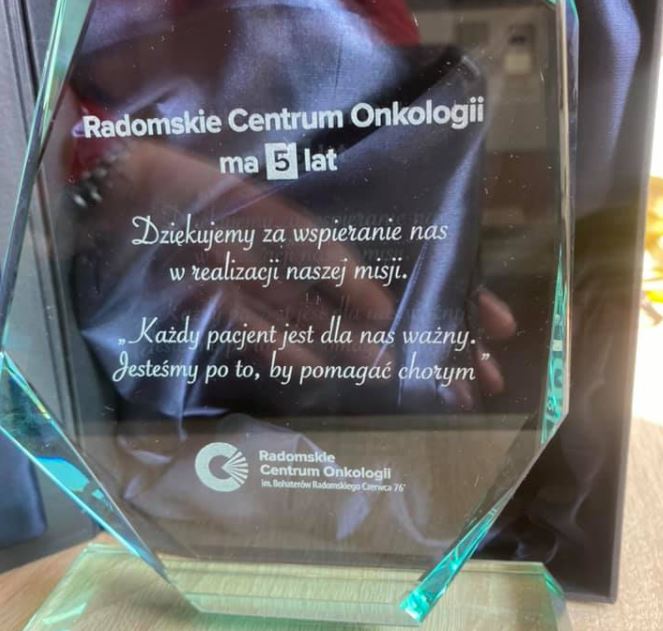 Radomskie Centrum Onkologii
ma 5 lat
Dziękujemy za wspieranie nas
w realizacji naszej misji.
„Każdy pacjent jest dla nas ważny.
Jesteśmy po to, by pomagać chorym”
Radomskie
Centrum Onkologii
im. Bohaterów Radomskiego Czerwca 76'